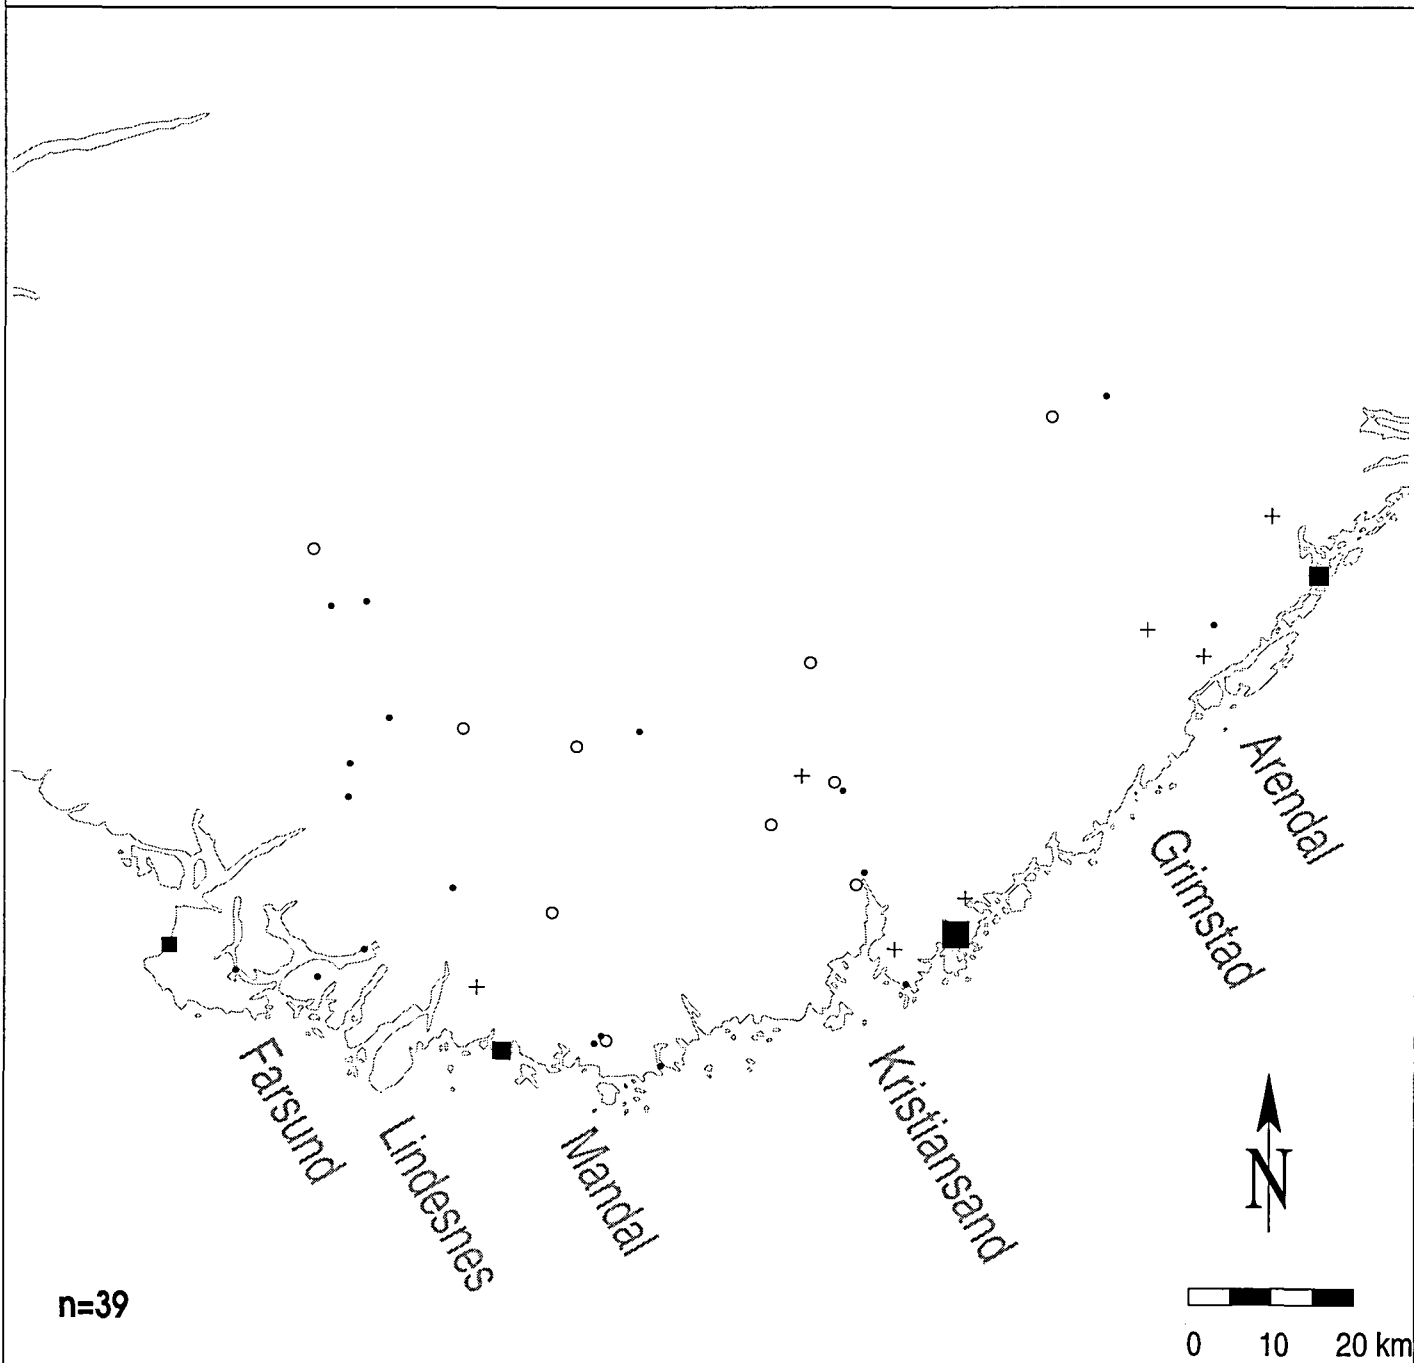 Arendal
Grimstad
Kristiansand
Farsund
Lindesnes
Mandal
N
n=39
0 10 20 km